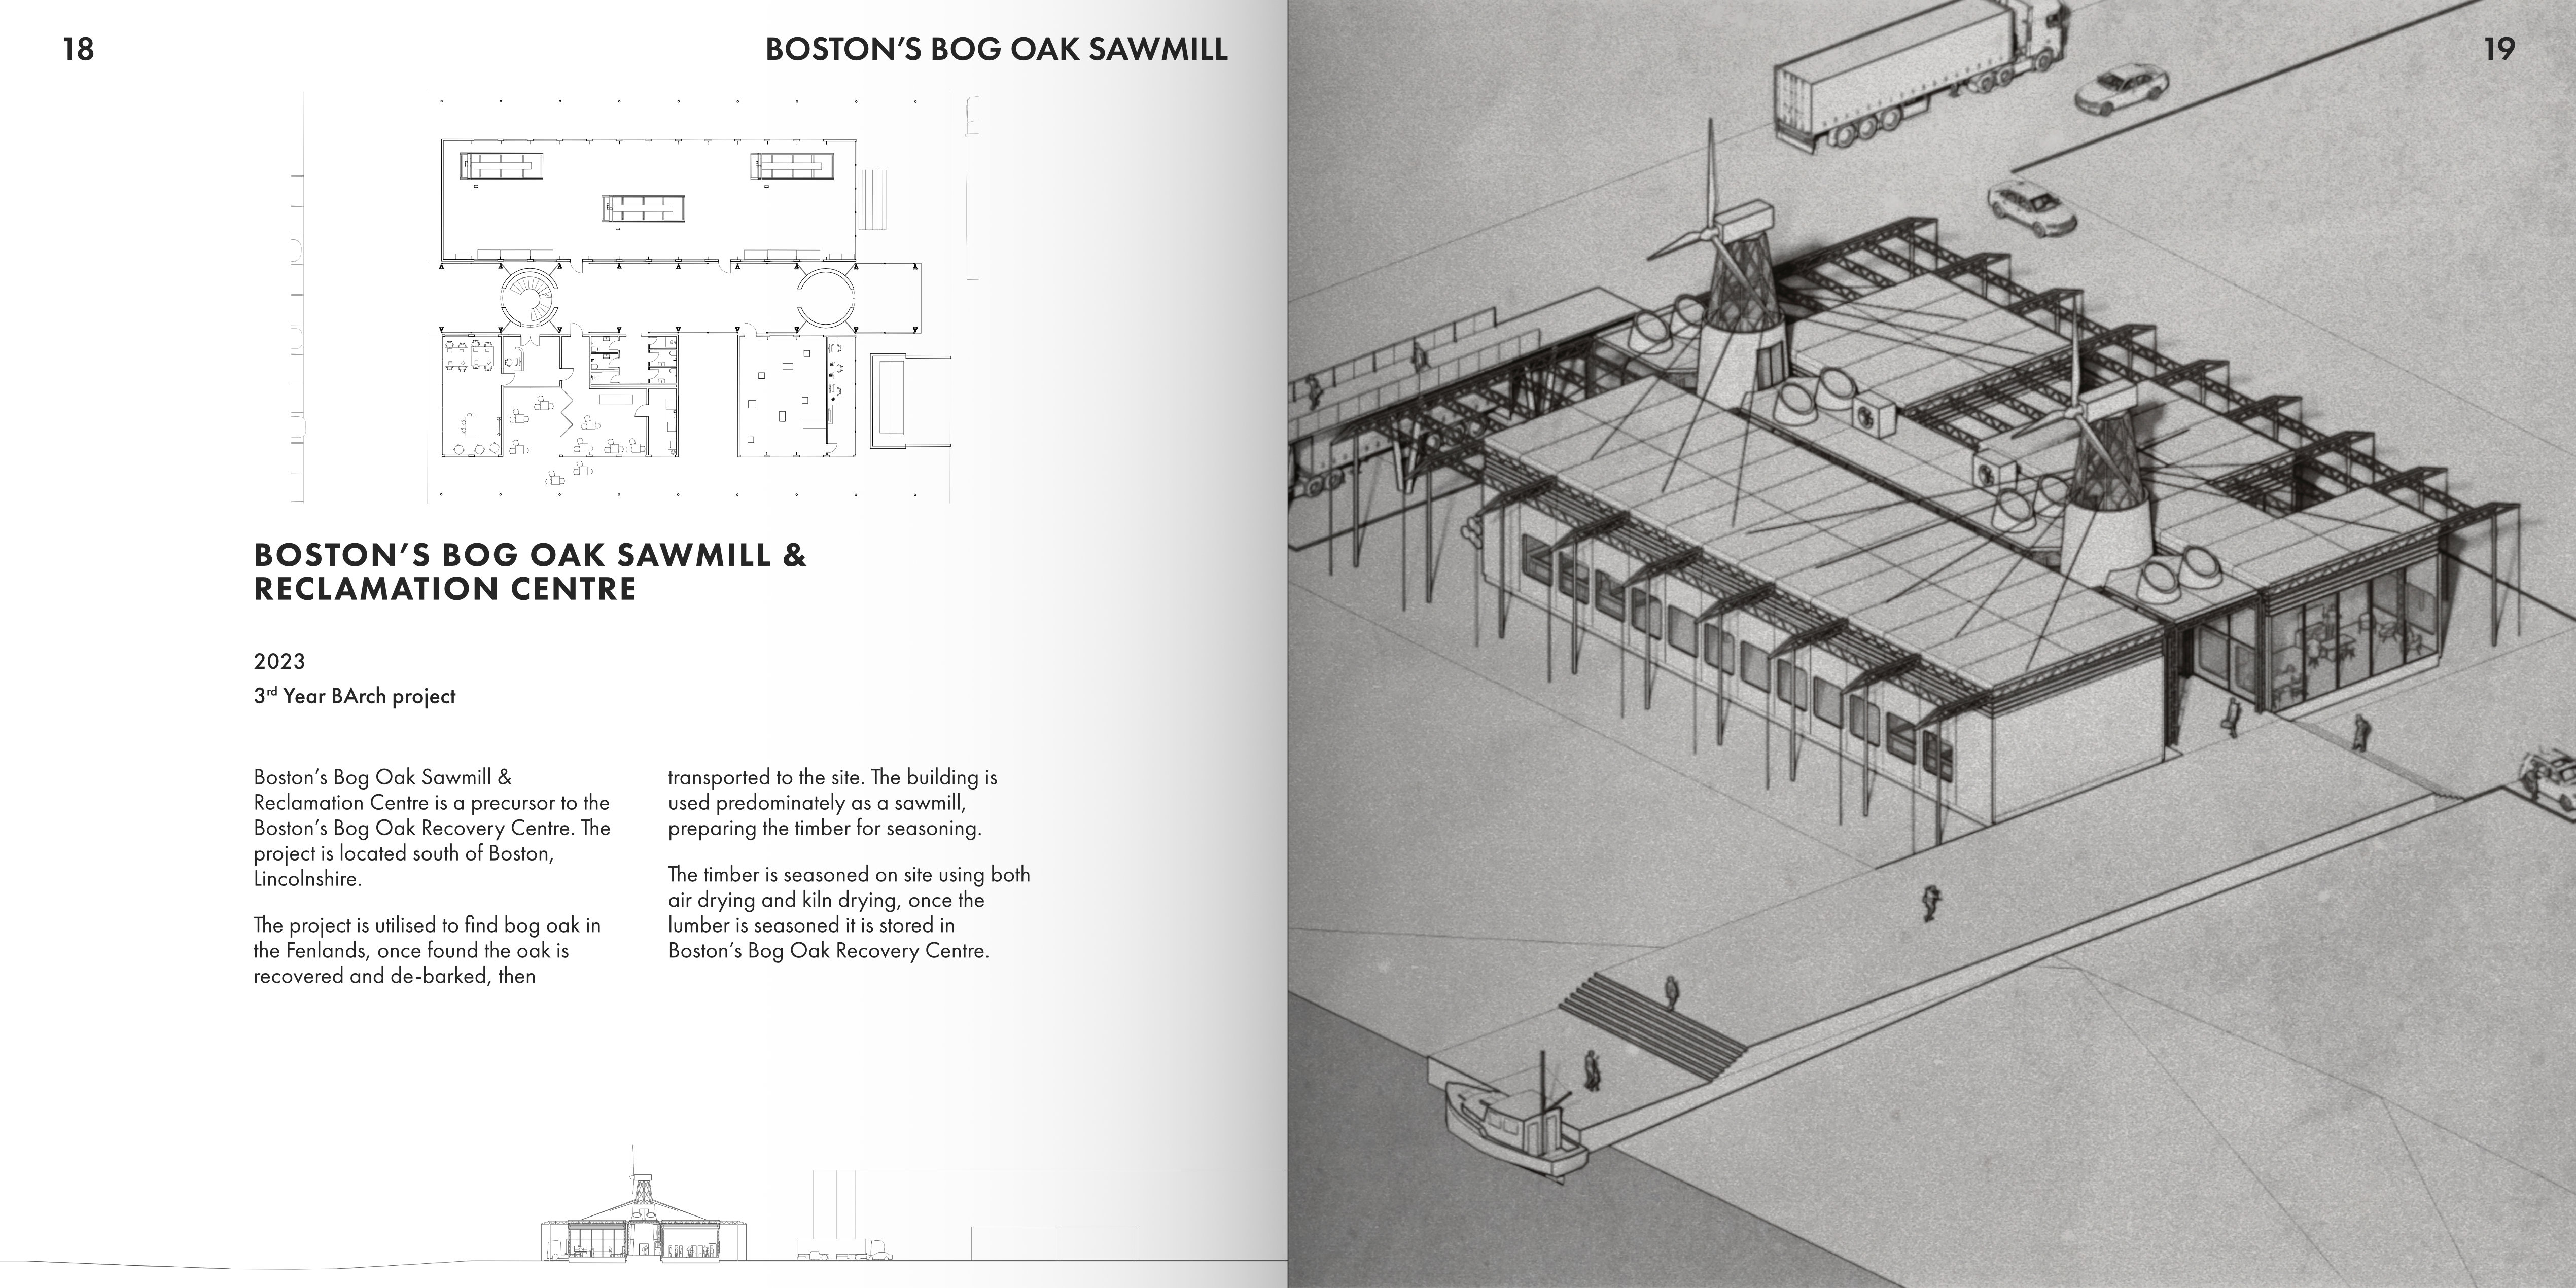 18
BOSTON’S BOG OAK SAWMILL
19
BOSTON’S BOG OAK SAWMILL &
RECLAMATION CENTRE
2023
3rd Year BArch project
Boston’s Bog Oak Sawmill &
Reclamation Centre is a precursor to the
Boston’s Bog Oak Recovery Centre. The
project is located south of Boston,
Lincolnshire.
The project is utilised to find bog oak in
the Fenlands, once found the oak is
recovered and de-barked, then
transported to the site. The building is
used predominately as a sawmill,
preparing the timber for seasoning.
The timber is seasoned on site using both
air drying and kiln drying, once the
lumber is seasoned it is stored in
Boston’s Bog Oak Recovery Centre.